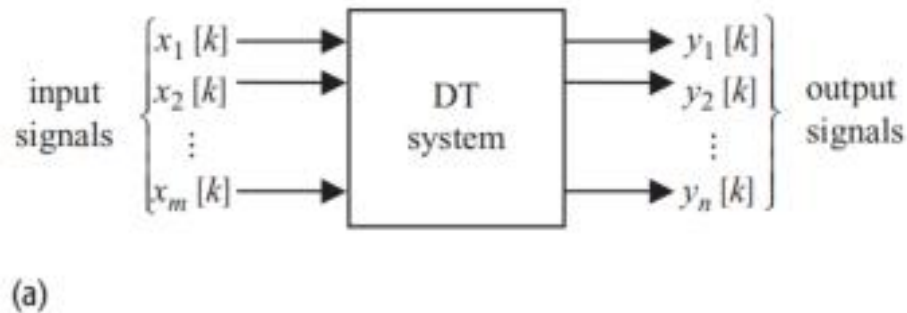 input
signals
x₁ [k]
x₂ [k]
⋮
xₘ [k]
DT
system
y₁ [k]
y₂ [k]
⋮
yₙ [k]
output
signals
(a)